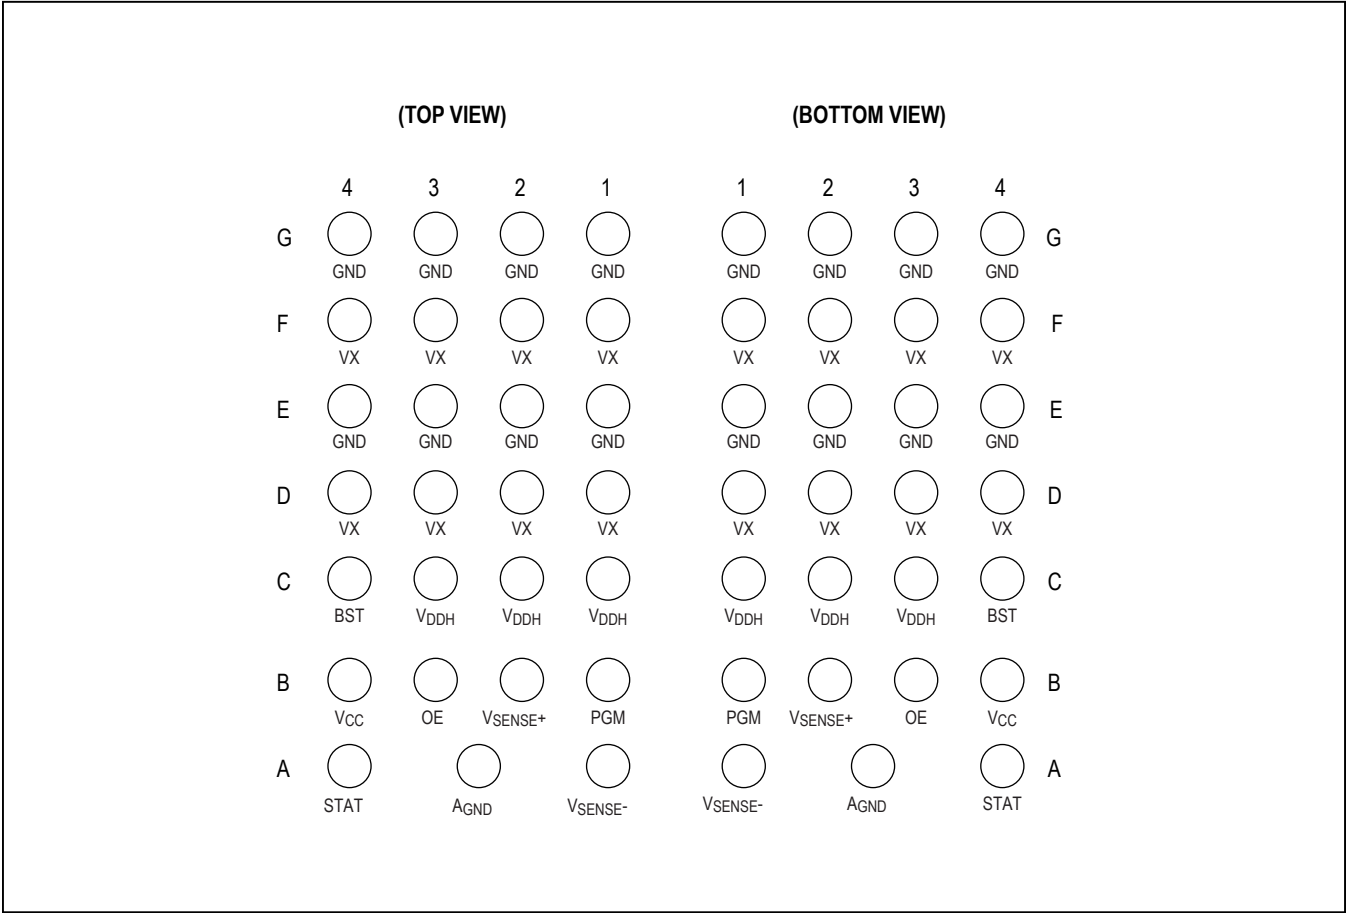 (TOP VIEW) (BOTTOM VIEW)
4 3 2 1 1 2 3 4
G G
GND GND GND GND GND GND GND GND
F F
VX VX VX VX VX VX VX VX
E E
GND GND GND GND GND GND GND GND
D D
VX VX VX VX VX VX VX VX
C C
BST VDDH VDDH VDDH VDDH VDDH VDDH BST
B B
VCC OE VSENSE+ PGM PGM VSENSE+ OE VCC
A A
STAT AGND VSENSE- VSENSE- AGND STAT